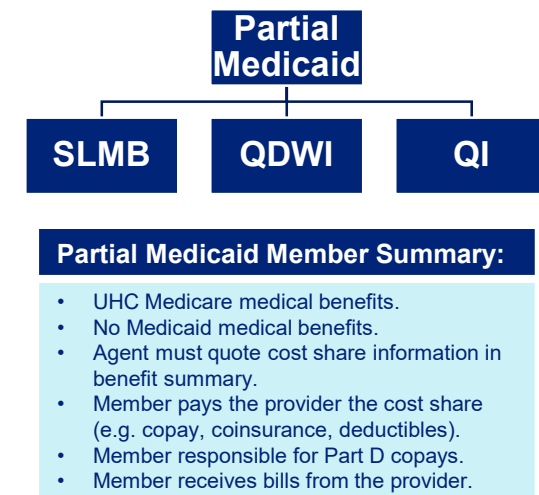 Partial
Medicaid
SLMB
QDWI
QI
Partial Medicaid Member Summary:
• UHC Medicare medical benefits.
• No Medicaid medical benefits.
• Agent must quote cost share information in
benefit summary.
• Member pays the provider the cost share
(e.g. copay, coinsurance, deductibles).
• Member responsible for Part D copays.
• Member receives bills from the provider.